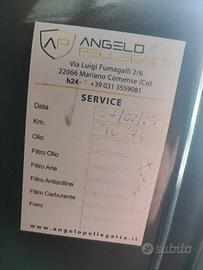 AP ANGELO
PELLEGATTA
Via Luigi Fumagalli 2/6
22066 Mariano Comense (Co)
h24 - T +39 031 3559081
SERVICE
Data
Km.
Olio
Filtro Olio
Filtro Aria
Filtro Antipolline
Filtro Carburante
Freni
www.angelopellegatta.it
subito